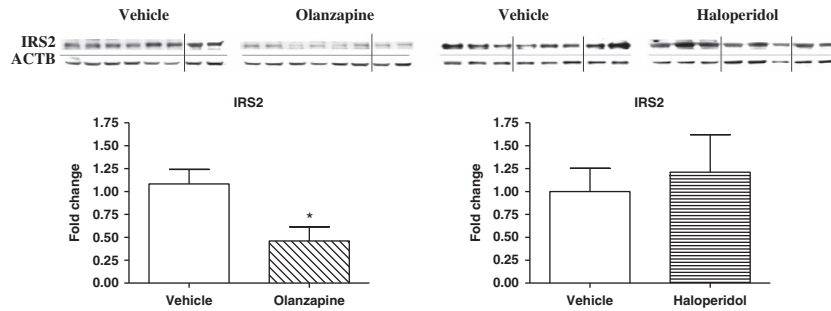 Vehicle Olanzapine Vehicle Haloperidol
IRS2
ACTB
IRS2
1.75
1.50
1.25
1.00
0.75
0.50
0.25
0.00
Fold change
*
Vehicle Olanzapine
IRS2
1.75
1.50
1.25
1.00
0.75
0.50
0.25
0.00
Fold change
Vehicle Haloperidol